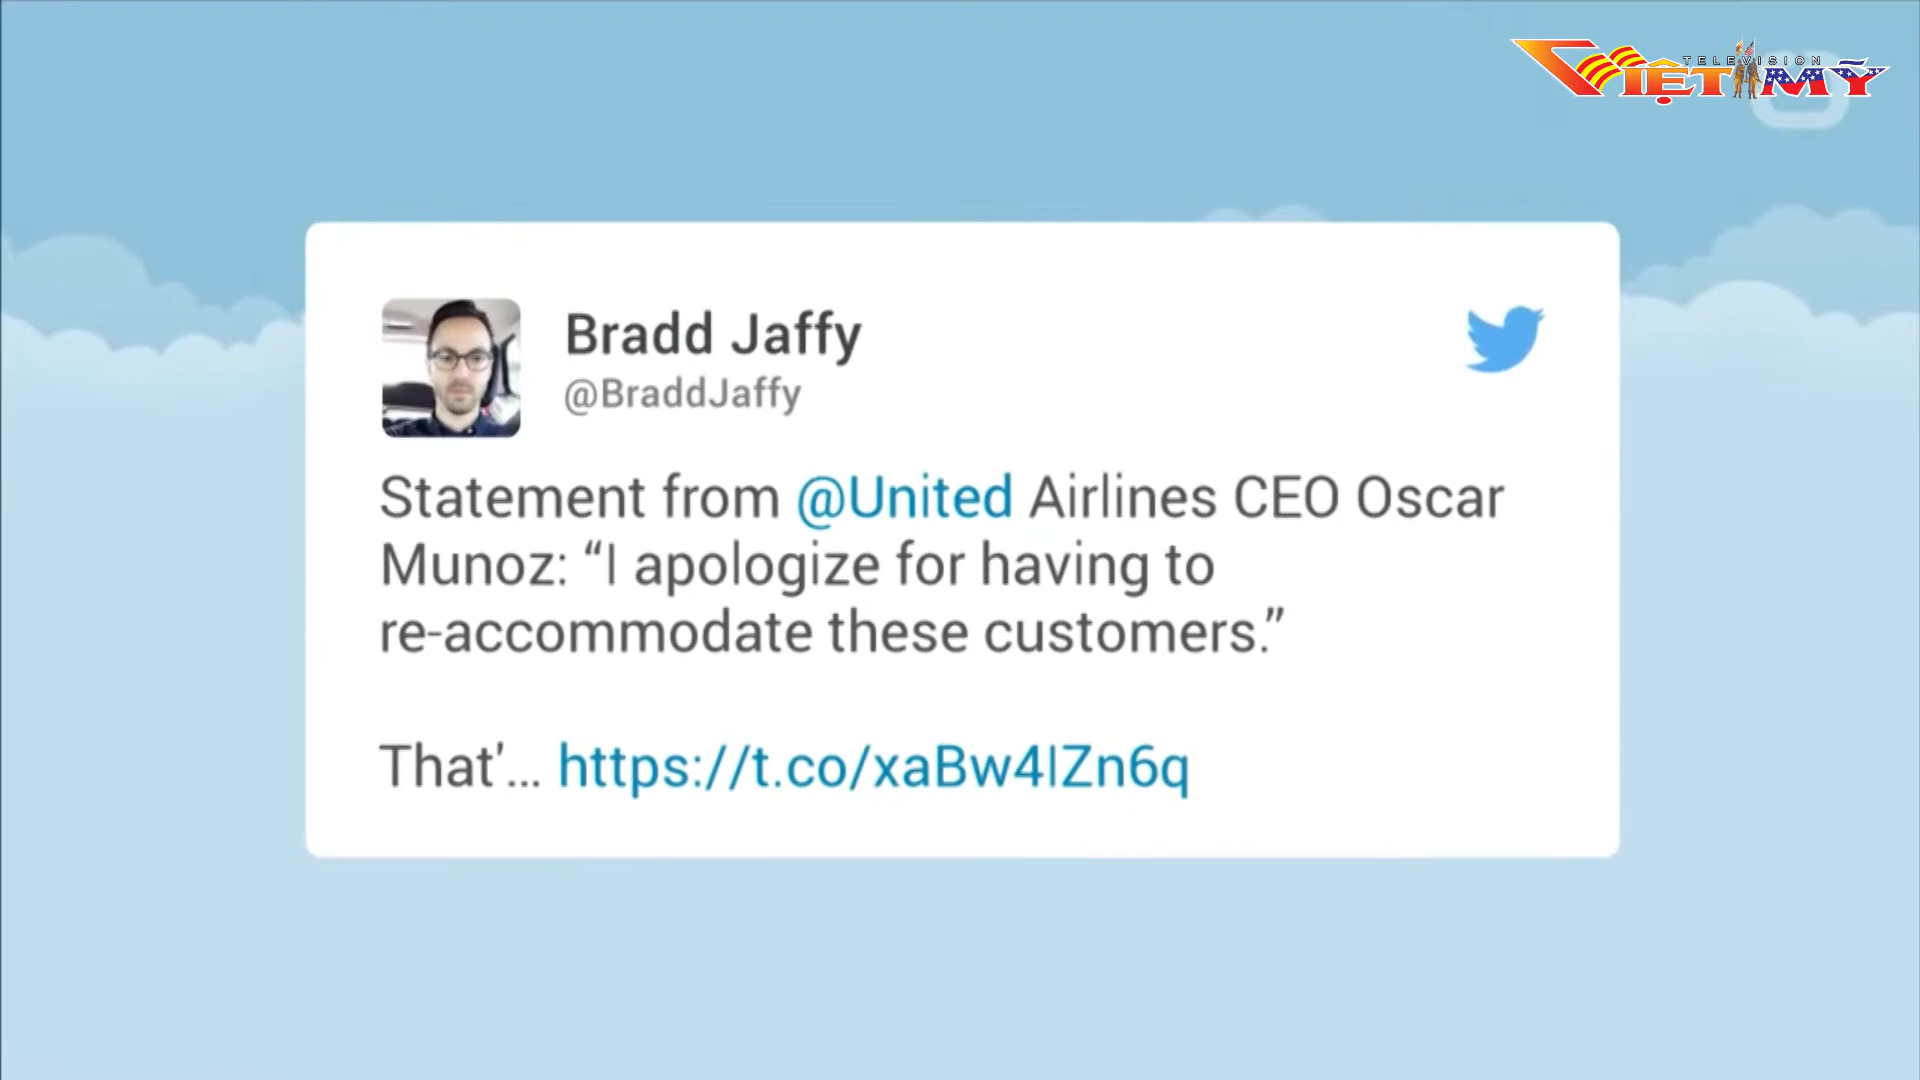 TELEVISION
VIỆT MỸ
Bradd Jaffy
@BraddJaffy
Statement from @United Airlines CEO Oscar
Munoz: “I apologize for having to
re-accommodate these customers.”
That’… https://t.co/xaBw4IZn6q